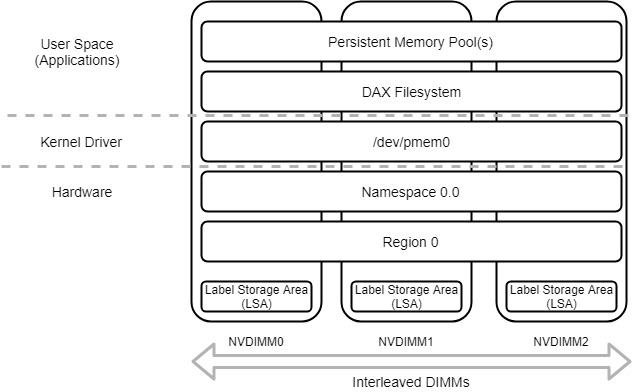 User Space
(Applications)
Persistent Memory Pool(s)
DAX Filesystem
Kernel Driver
/dev/pmem0
Hardware
Namespace 0.0
Region 0
Label Storage Area
(LSA)
Label Storage Area
(LSA)
Label Storage Area
(LSA)
NVDIMM0
NVDIMM1
NVDIMM2
Interleaved DIMMs